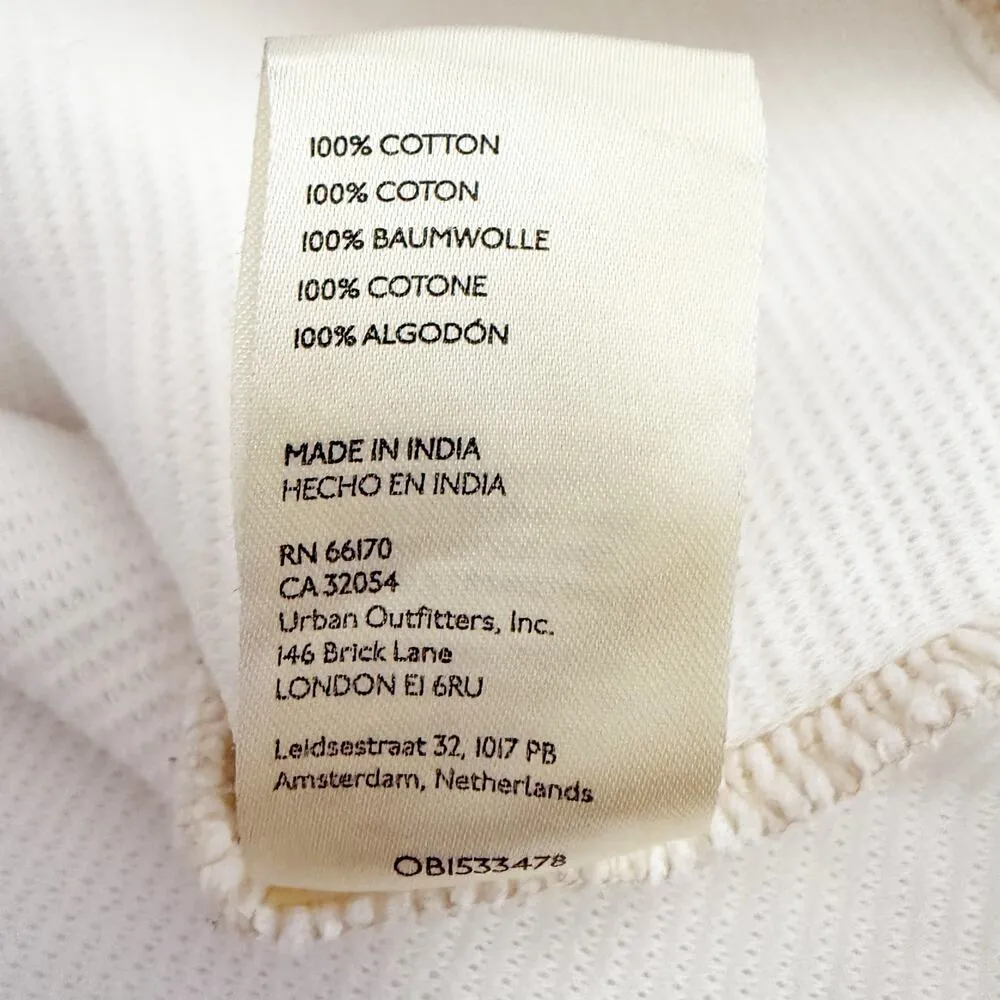 100% COTTON
100% COTON
100% BAUMWOLLE
100% COTONE
100% ALGODÓN
MADE IN INDIA
HECHO EN INDIA
RN 66170
CA 32054
Urban Outfitters, Inc.
146 Brick Lane
LONDON E1 6RU
Leidsestraat 32, 1017 PB
Amsterdam, Netherlands
OB1533478